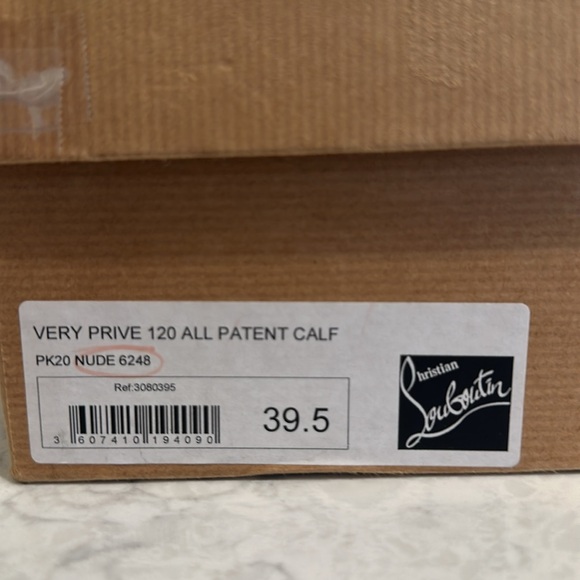 VERY PRIVE 120 ALL PATENT CALF
PK20 NUDE 6248
Ref:3080395
39.5
3 607410 194090
Christian
Louboutin